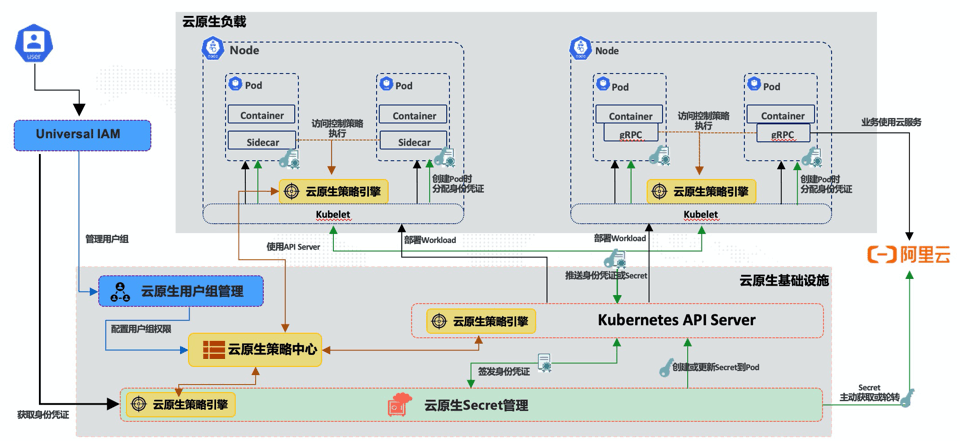 云原生负载
user
Node
Node
Pod
Pod
Pod
Pod
Container
Container
Container
Container
Sidecar
Sidecar
gRPC
gRPC
访问控制策略
执行
访问控制策略
执行
业务使用云服务
Universal IAM
创建Pod时
分配身份凭证
创建Pod时
分配身份凭证
云原生策略引擎
云原生策略引擎
Kubelet
Kubelet
管理用户组
使用API Server
部署Workload
部署Workload
阿里云
推送身份凭证或Secret
云原生基础设施
云原生用户组管理
配置用户组权限
云原生策略引擎
Kubernetes API Server
云原生策略中心
签发身份凭证
创建或更新Secret到Pod
Secret
主动获取或轮转
获取身份凭证
云原生策略引擎
云原生Secret管理